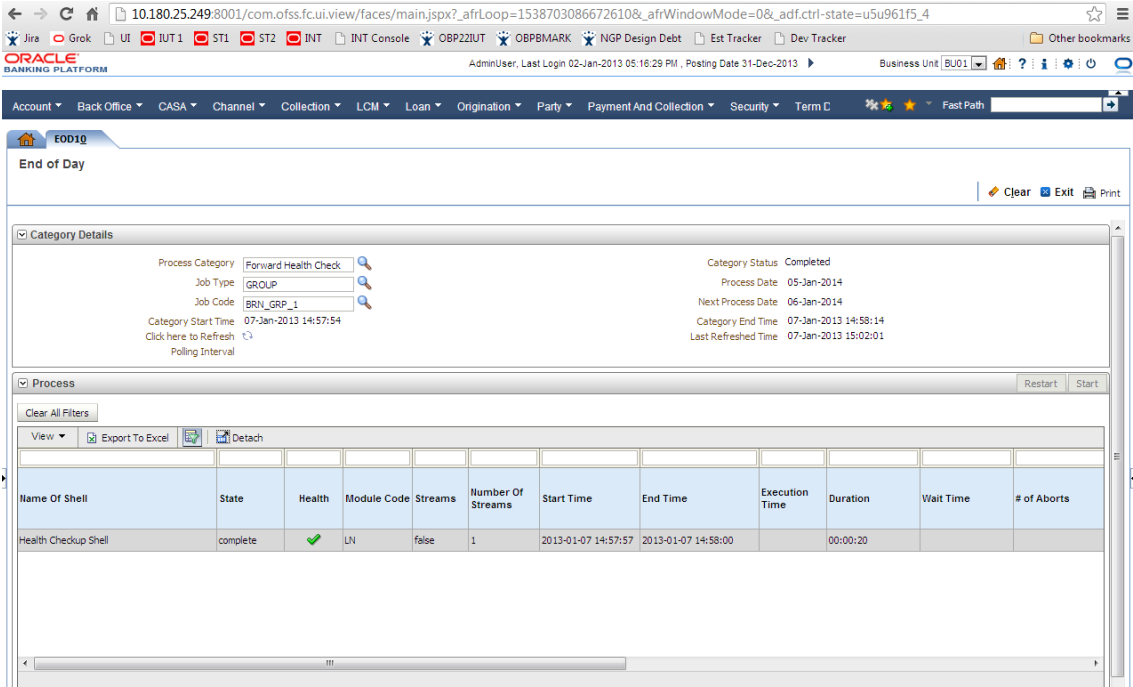 10.180.25.249:8001/com.ofss.fc.ui.view/faces/main.jspx?_afrLoop=1538703086672610&_afrWindowMode=0&_adf.ctrl-state=u5u961f5_4
Jira Grok UI IUT 1 ST1 ST2 INT INT Console OBP22IUT OBPBMARK NGP Design Debt Est Tracker Dev Tracker Other bookmarks
ORACLE
BANKING PLATFORM
AdminUser, Last Login 02-Jan-2013 05:16:29 PM , Posting Date 31-Dec-2013 Business Unit BU01
Account Back Office CASA Channel Collection LCM Loan Origination Party Payment And Collection Security Term D Fast Path
EOD10
End of Day
Clear Exit Print
Category Details
Process Category Forward Health Check Category Status Completed
Job Type GROUP Process Date 05-Jan-2014
Job Code BRN_GRP_1 Next Process Date 06-Jan-2014
Category Start Time 07-Jan-2013 14:57:54 Category End Time 07-Jan-2013 14:58:14
Click here to Refresh Last Refreshed Time 07-Jan-2013 15:02:01
Polling Interval
Process Restart Start
Clear All Filters
View Export To Excel Detach
Name Of Shell State Health Module Code Streams Number Of Streams Start Time End Time Execution Time Duration Wait Time # of Aborts
Health Checkup Shell complete LN false 1 2013-01-07 14:57:57 2013-01-07 14:58:00 00:00:20